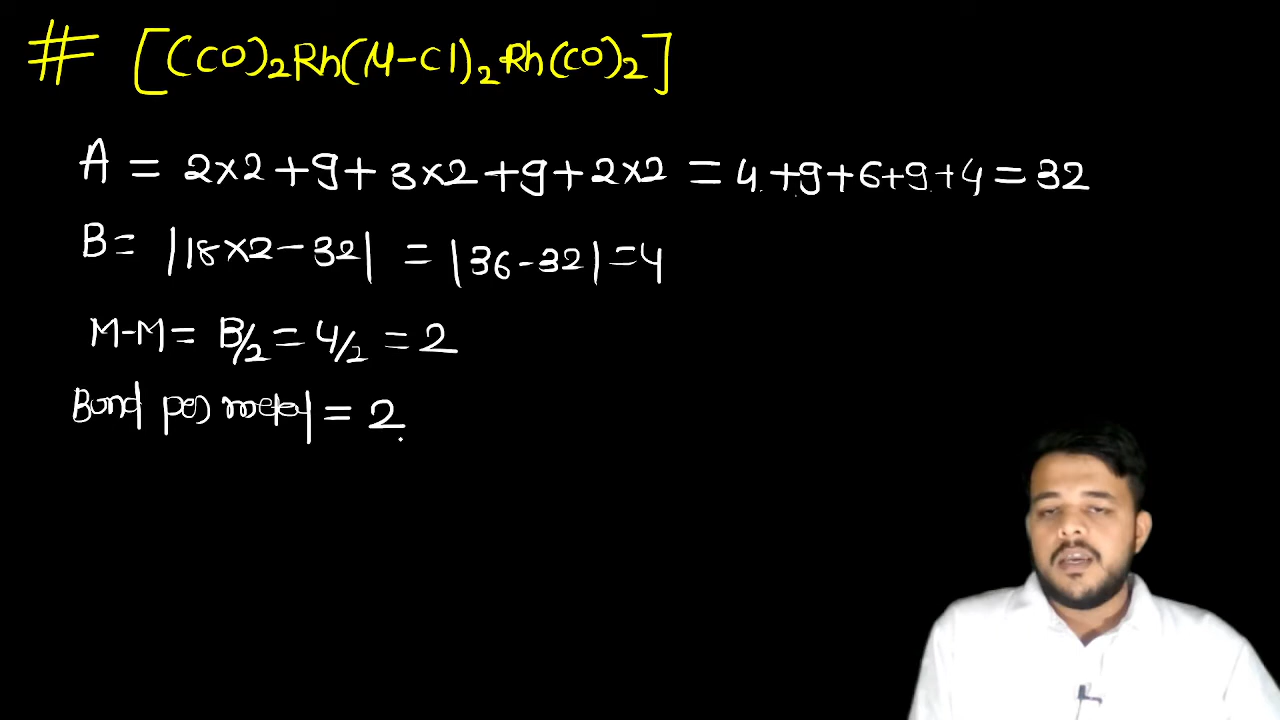 # [(CO)₂Rh(μ-Cl)₂Rh(CO)₂]
A = 2×2+9+3×2+9+2×2 = 4+9+6+9+4 = 32
B = |18×2-32| = |36-32| = 4
M-M = B/2 = 4/2 = 2
Bond per metal = 2